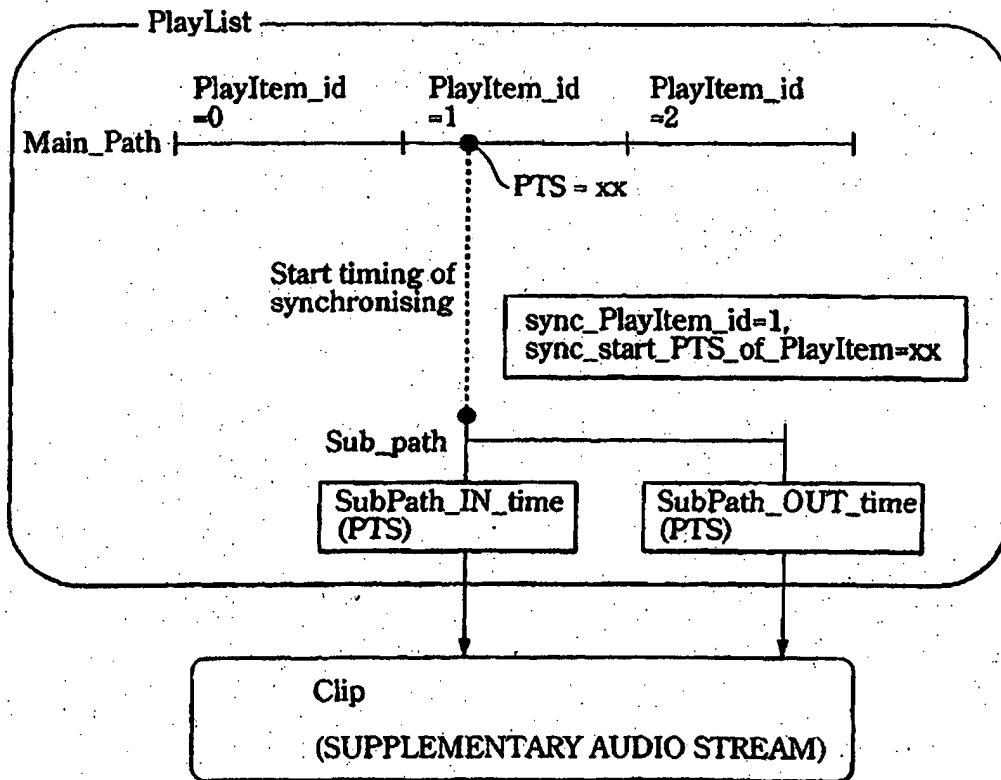 PlayList
PlayItem_id
=0
PlayItem_id
=1
PlayItem_id
=2
Main_Path
PTS = xx
Start timing of
synchronising
sync_PlayItem_id=1,
sync_start_PTS_of_PlayItem=xx
Sub_path
SubPath_IN_time
(PTS)
SubPath_OUT_time
(PTS)
Clip
(SUPPLEMENTARY AUDIO STREAM)